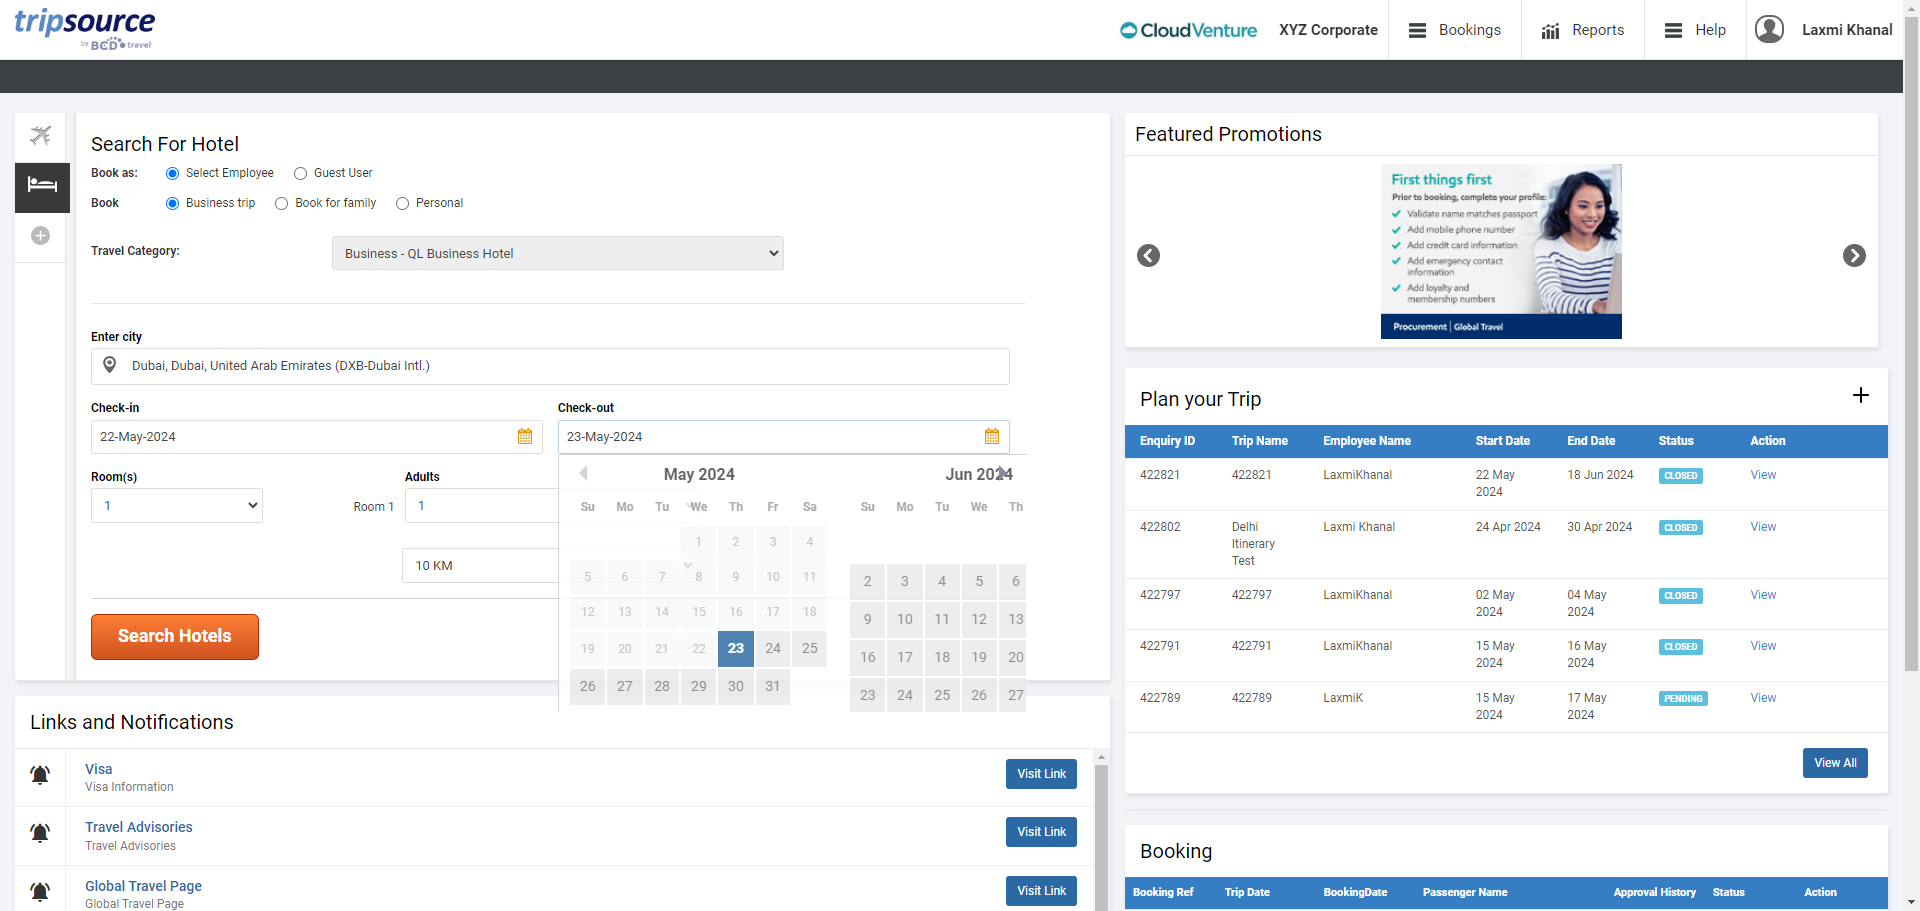 tripsource
by BCD travel
CloudVenture
XYZ Corporate
Bookings
Reports
Help
Laxmi Khanal
Search For Hotel
Book as: Select Employee Guest User
Book Business trip Book for family Personal
Travel Category: Business - QL Business Hotel
Enter city
Dubai, Dubai, United Arab Emirates (DXB-Dubai Intl.)
Check-in Check-out
22-May-2024 23-May-2024
Room(s) Adults
1 Room 1 1
10 KM
Search Hotels
May 2024
Su Mo Tu We Th Fr Sa
1 2 3 4
5 6 7 8 9 10 11
12 13 14 15 16 17 18
19 20 21 22 23 24 25
26 27 28 29 30 31
Jun 2024
Su Mo Tu We Th
2 3 4 5 6
9 10 11 12 13
16 17 18 19 20
23 24 25 26 27
Links and Notifications
Visa
Visa Information
Visit Link
Travel Advisories
Travel Advisories
Visit Link
Global Travel Page
Global Travel Page
Visit Link
Featured Promotions
First things first
Prior to booking, complete your profile:
Validate name matches passport
Add mobile phone number
Add credit card information
Add emergency contact
information
Add loyalty and
membership numbers
Procurement | Global Travel
Plan your Trip
Enquiry ID Trip Name Employee Name Start Date End Date Status Action
422821 422821 LaxmiKhanal 22 May 18 Jun 2024 CLOSED View
2024
422802 Delhi Laxmi Khanal 24 Apr 2024 30 Apr 2024 CLOSED View
Itinerary
Test
422797 422797 LaxmiKhanal 02 May 04 May CLOSED View
2024 2024
422791 422791 LaxmiKhanal 15 May 16 May CLOSED View
2024 2024
422789 422789 LaxmiK 15 May 17 May PENDING View
2024 2024
View All
Booking
Booking Ref Trip Date BookingDate Passenger Name Approval History Status Action